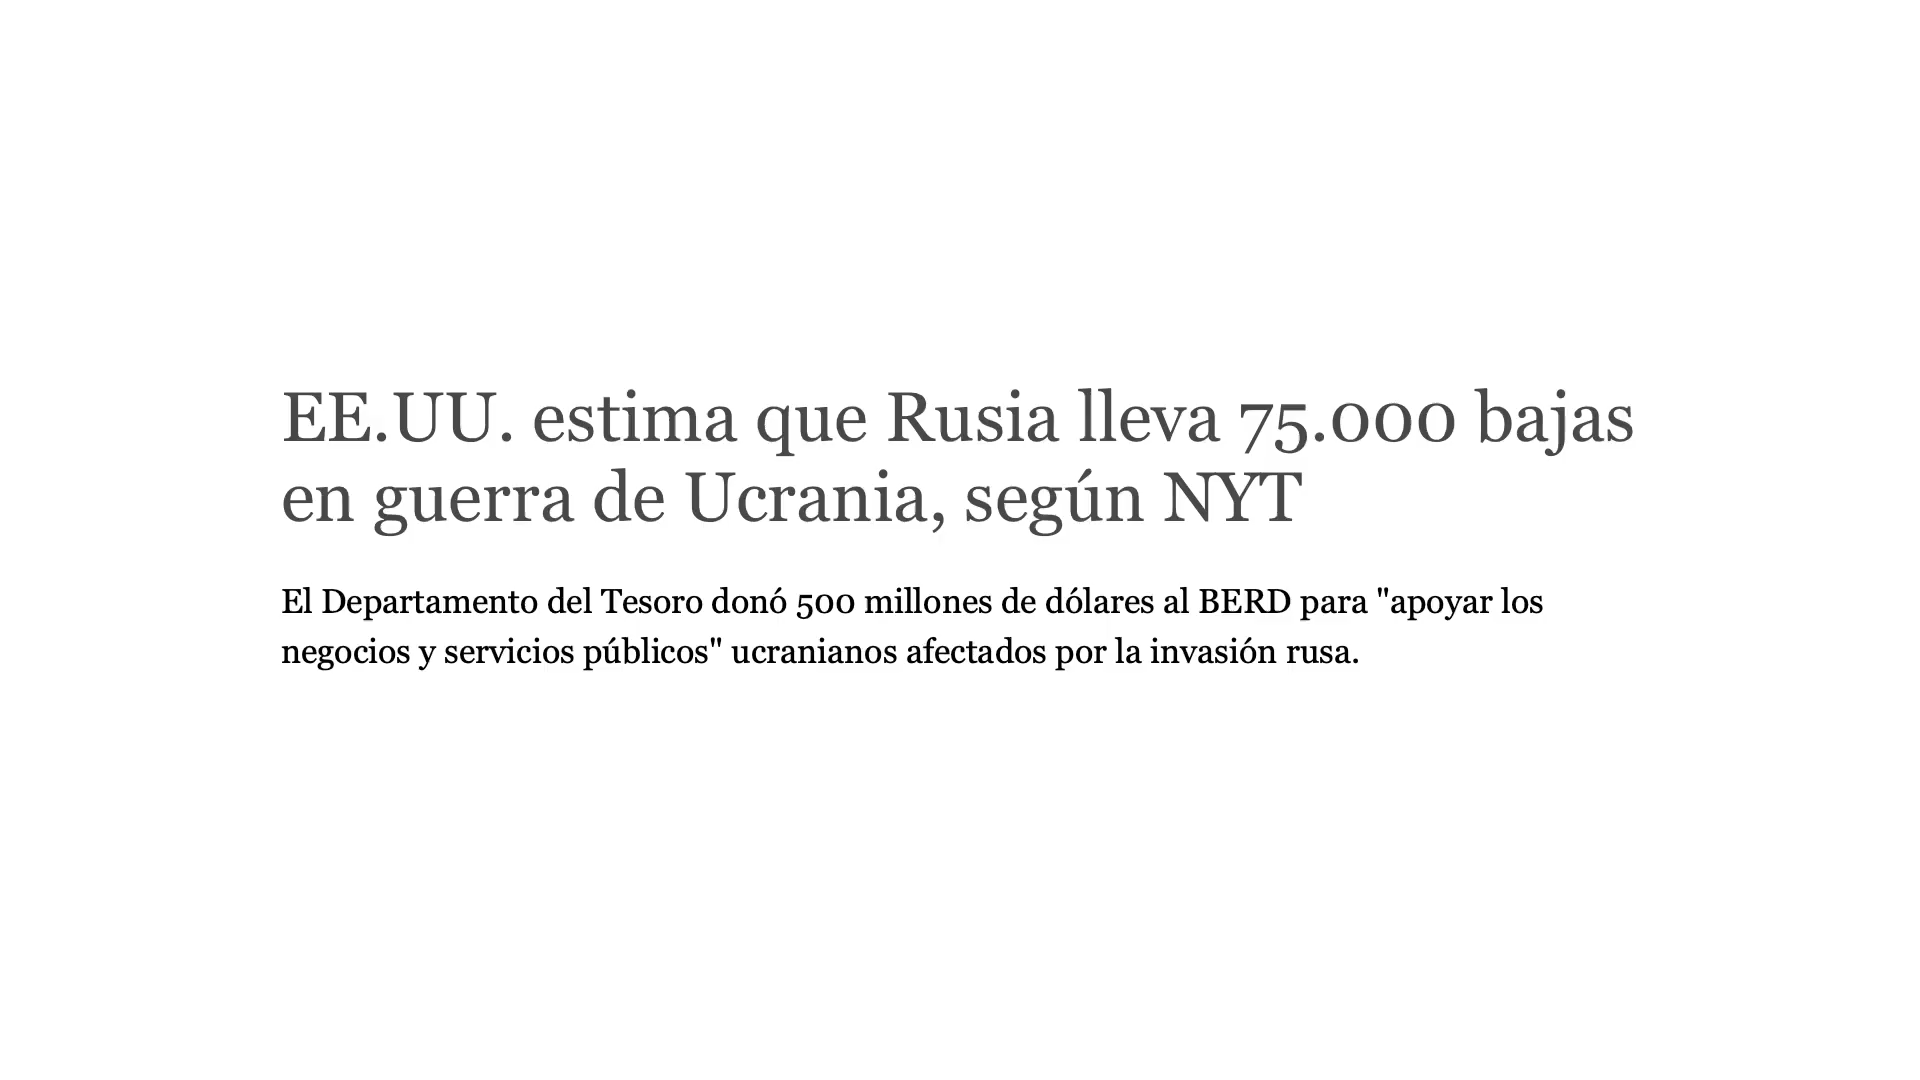 EE.UU. estima que Rusia lleva 75.000 bajas
en guerra de Ucrania, según NYT
El Departamento del Tesoro donó 500 millones de dólares al BERD para "apoyar los
negocios y servicios públicos" ucranianos afectados por la invasión rusa.